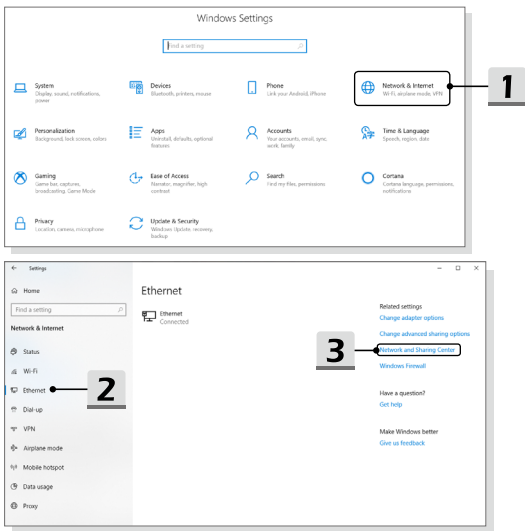 Windows Settings
Find a setting
System
Display, sound, notifications,
power
Devices
Bluetooth, printers, mouse
Phone
Link your Android, iPhone
Network & Internet
Wi-Fi, airplane mode, VPN
1
Personalization
Background, lock screen, colors
Apps
Uninstall, defaults, optional
features
Accounts
Your accounts, email, sync,
work, family
Time & Language
Speech, region, date
Gaming
Game bar, captures,
broadcasting, Game Mode
Ease of Access
Narrator, magnifier, high
contrast
Search
Find my files, permissions
Cortana
Cortana language, permissions,
notifications
Privacy
Location, camera, microphone
Update & Security
Windows Update, recovery,
backup
Settings
Home
Find a setting
Network & Internet
Status
Wi-Fi
Ethernet
2
Dial-up
VPN
Airplane mode
Mobile hotspot
Data usage
Proxy
Ethernet
Ethernet
Connected
Related settings
Change adapter options
Change advanced sharing options
3
Network and Sharing Center
Windows Firewall
Have a question?
Get help
Make Windows better
Give us feedback